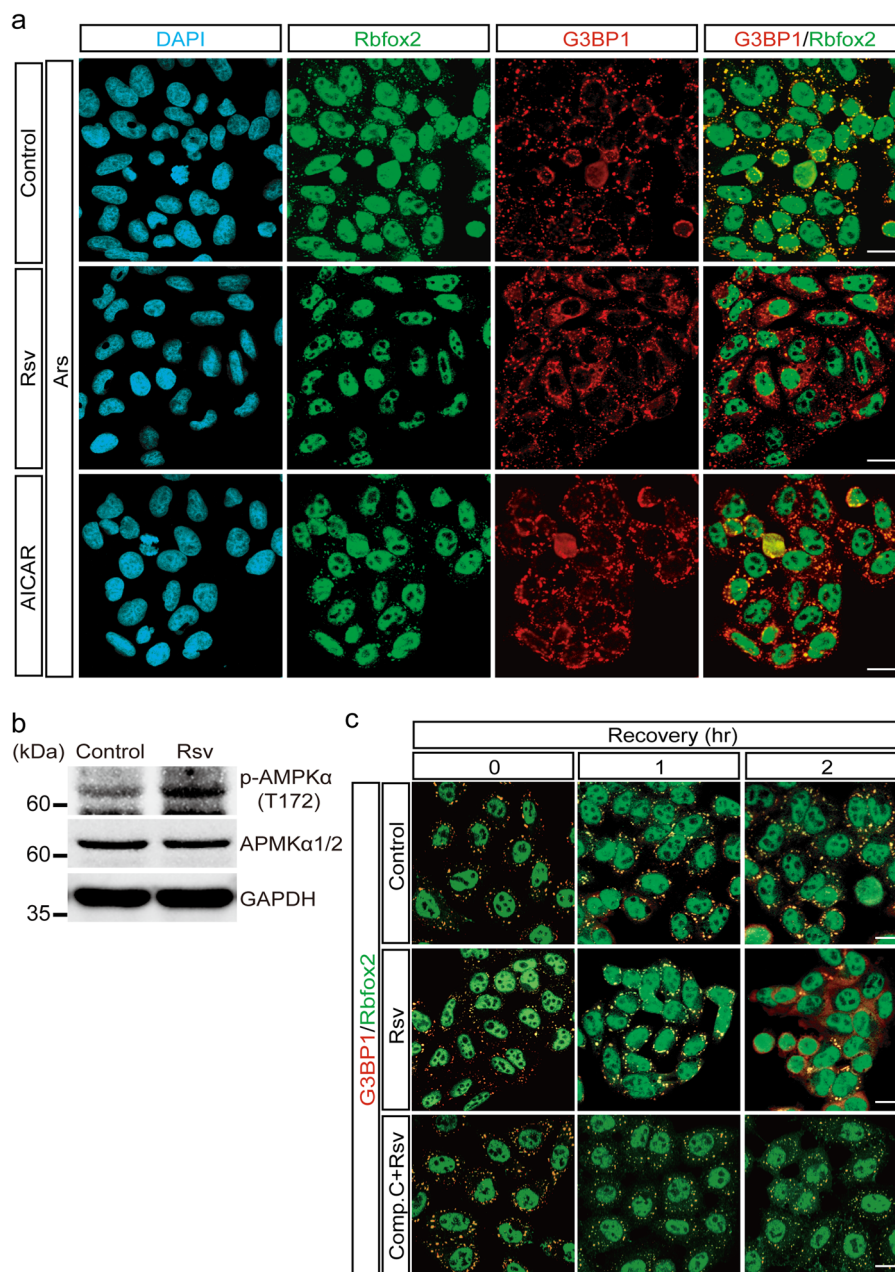 a
DAPI
Rbfox2
G3BP1
G3BP1/Rbfox2
Control
Rsv
AICAR
Ars
b
(kDa)
Control
Rsv
60
p-AMPKα
(T172)
60
APMKα1/2
35
GAPDH
c
Recovery (hr)
0
1
2
G3BP1/Rbfox2
Control
Rsv
Comp.C+Rsv